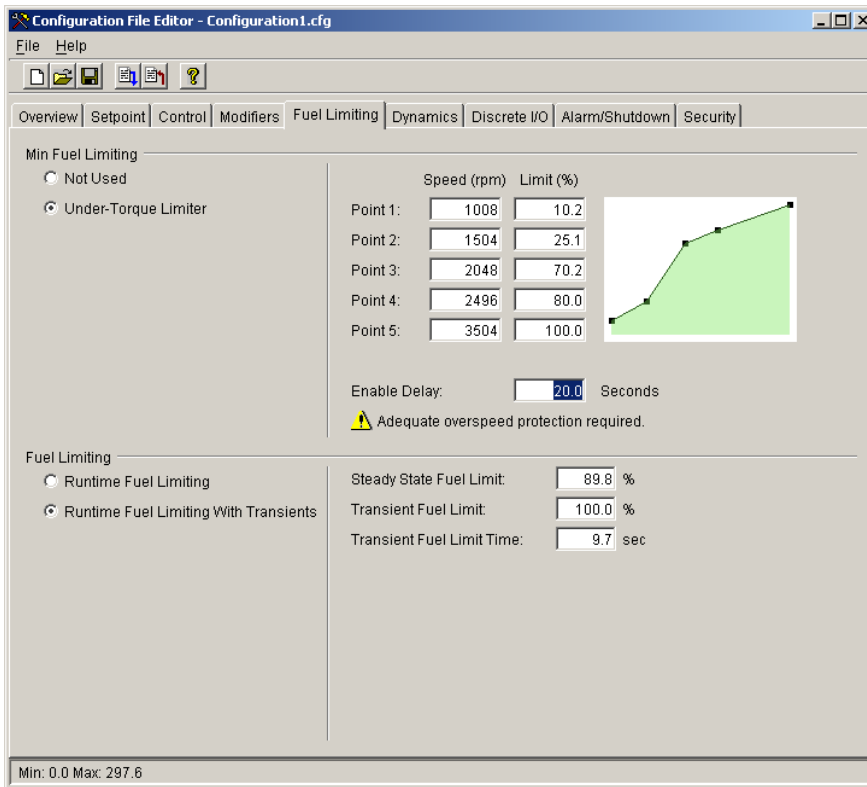 Configuration File Editor - Configuration1.cfg
File Help
Overview Setpoint Control Modifiers Fuel Limiting Dynamics Discrete I/O Alarm/Shutdown Security
Min Fuel Limiting
Not Used
Under-Torque Limiter
Speed (rpm) Limit (%)
Point 1: 1008 10.2
Point 2: 1504 25.1
Point 3: 2048 70.2
Point 4: 2496 80.0
Point 5: 3504 100.0
Enable Delay: 20.0 Seconds
Adequate overspeed protection required.
Fuel Limiting
Runtime Fuel Limiting
Runtime Fuel Limiting With Transients
Steady State Fuel Limit: 89.8 %
Transient Fuel Limit: 100.0 %
Transient Fuel Limit Time: 9.7 sec
Min: 0.0 Max: 297.6